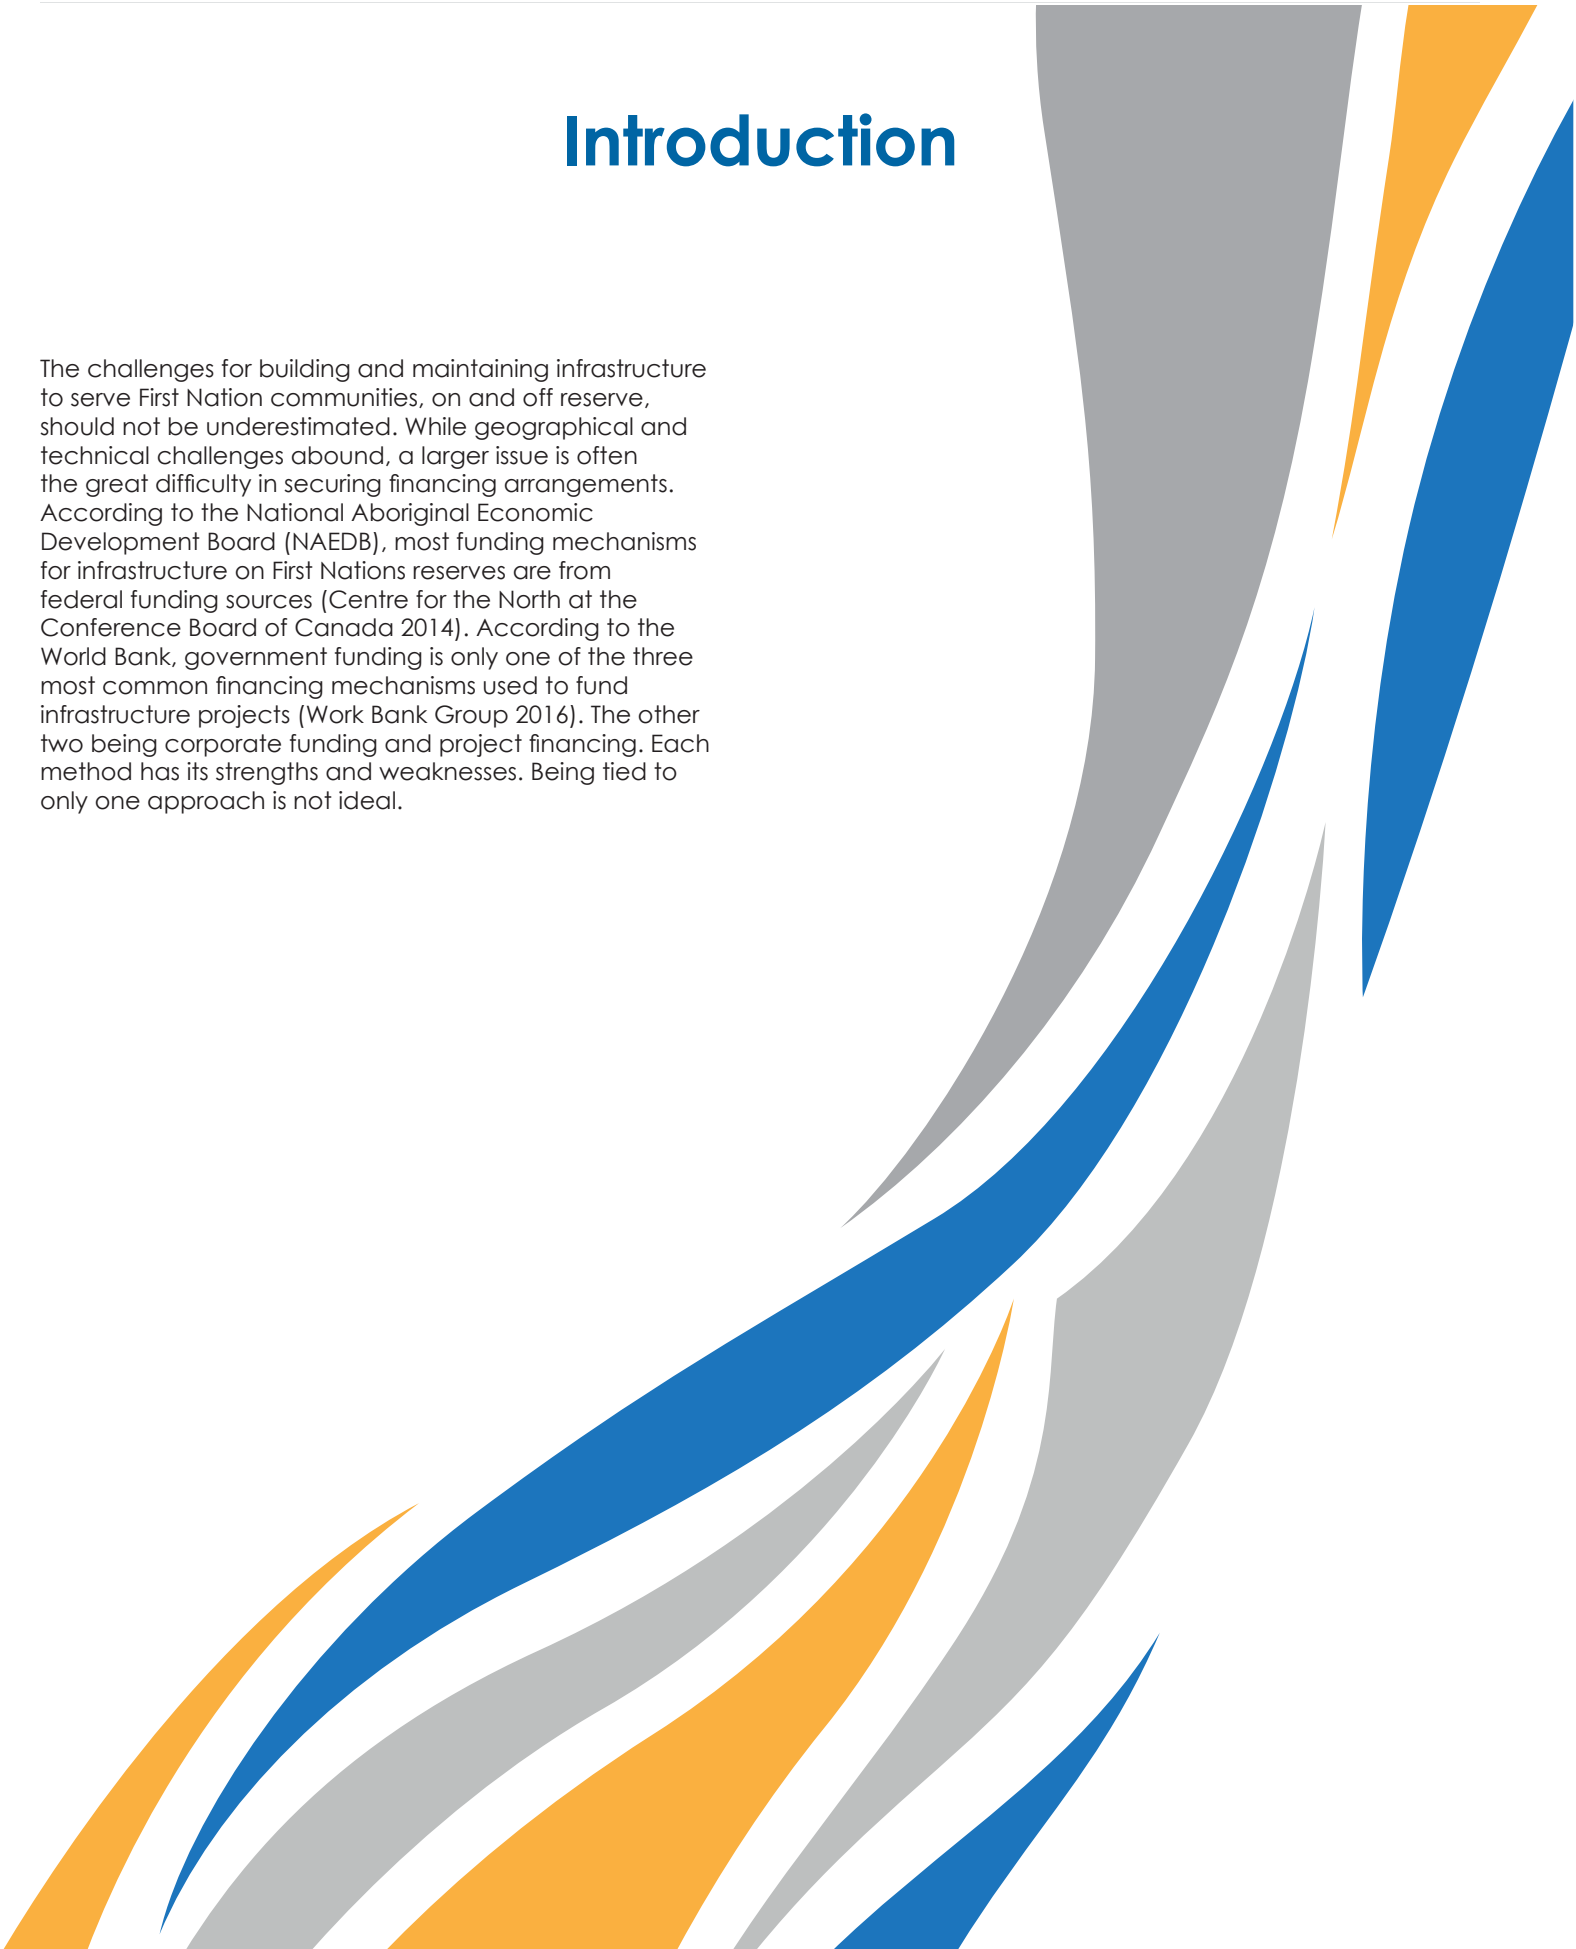 Introduction
The challenges for building and maintaining infrastructure
to serve First Nation communities, on and off reserve,
should not be underestimated. While geographical and
technical challenges abound, a larger issue is often
the great difficulty in securing financing arrangements.
According to the National Aboriginal Economic
Development Board (NAEDB), most funding mechanisms
for infrastructure on First Nations reserves are from
federal funding sources (Centre for the North at the
Conference Board of Canada 2014). According to the
World Bank, government funding is only one of the three
most common financing mechanisms used to fund
infrastructure projects (Work Bank Group 2016). The other
two being corporate funding and project financing. Each
method has its strengths and weaknesses. Being tied to
only one approach is not ideal.